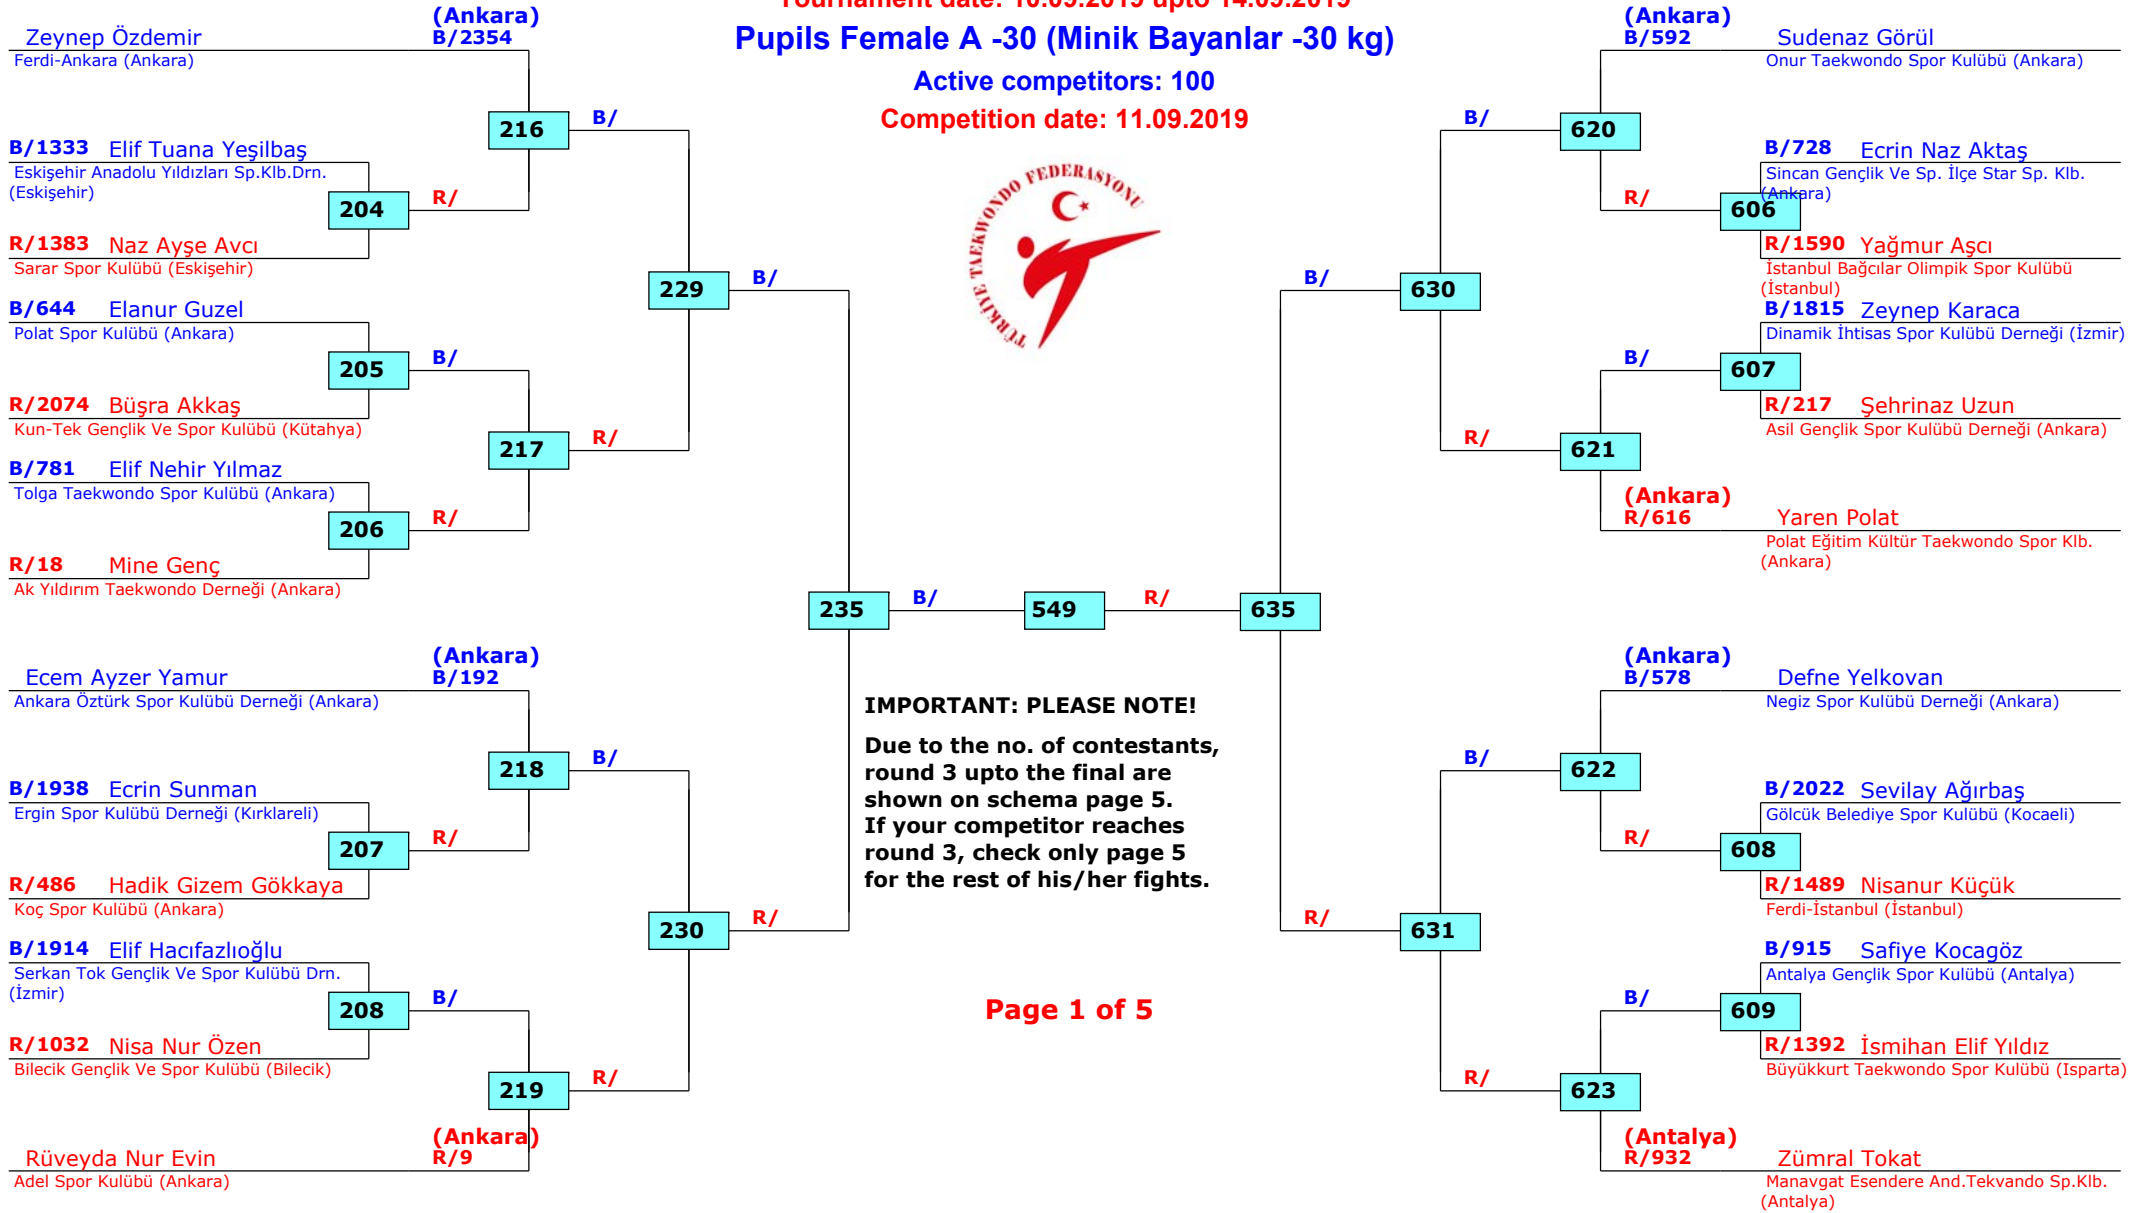 Tournament date: 10.09.2019 upto 14.09.2019
Pupils Female A -30 (Minik Bayanlar -30 kg)
Active competitors: 100
Competition date: 11.09.2019
TÜRKİYE TAEKWONDO FEDERASYONU
(Ankara)
Zeynep Özdemir B/2354
Ferdi-Ankara (Ankara)
216 B/
B/1333 Elif Tuana Yeşilbaş
Eskişehir Anadolu Yıldızları Sp.Klb.Drn.
(Eskişehir)
204 R/
R/1383 Naz Ayşe Avcı
Sarar Spor Kulübü (Eskişehir)
229 B/
B/644 Elanur Guzel
Polat Spor Kulübü (Ankara)
205 B/
R/2074 Büşra Akkaş
Kun-Tek Gençlik Ve Spor Kulübü (Kütahya)
217 R/
B/781 Elif Nehir Yılmaz
Tolga Taekwondo Spor Kulübü (Ankara)
206 R/
R/18 Mine Genç
Ak Yıldırım Taekwondo Derneği (Ankara)
235 B/ 549 R/ 635
(Ankara)
Ecem Ayzer Yamur B/192
Ankara Öztürk Spor Kulübü Derneği (Ankara)
218 B/
B/1938 Ecrin Sunman
Ergin Spor Kulübü Derneği (Kırklareli)
207 R/
R/486 Hadik Gizem Gökkaya
Koç Spor Kulübü (Ankara)
230 R/
B/1914 Elif Hacıfazlıoğlu
Serkan Tok Gençlik Ve Spor Kulübü Drn.
(İzmir)
208 B/
R/1032 Nisa Nur Özen
Bilecik Gençlik Ve Spor Kulübü (Bilecik)
219 R/
(Ankara)
Rüveyda Nur Evin R/9
Adel Spor Kulübü (Ankara)
IMPORTANT: PLEASE NOTE!
Due to the no. of contestants,
round 3 upto the final are
shown on schema page 5.
If your competitor reaches
round 3, check only page 5
for the rest of his/her fights.
Page 1 of 5
(Ankara)
B/592 Sudenaz Görül
Onur Taekwondo Spor Kulübü (Ankara)
B/ 620
B/728 Ecrin Naz Aktaş
Sincan Gençlik Ve Sp. İlçe Star Sp. Klb.
(Ankara)
R/ 606
R/1590 Yağmur Aşcı
İstanbul Bağcılar Olimpik Spor Kulübü
(İstanbul)
B/ 630
B/1815 Zeynep Karaca
Dinamik İhtisas Spor Kulübü Derneği (İzmir)
B/ 607
R/217 Şehrinaz Uzun
Asil Gençlik Spor Kulübü Derneği (Ankara)
R/ 621
(Ankara)
R/616 Yaren Polat
Polat Eğitim Kültür Taekwondo Spor Klb.
(Ankara)
(Ankara)
B/578 Defne Yelkovan
Negiz Spor Kulübü Derneği (Ankara)
B/ 622
B/2022 Sevilay Ağırbaş
Gölcük Belediye Spor Kulübü (Kocaeli)
R/ 608
R/1489 Nisanur Küçük
Ferdi-İstanbul (İstanbul)
R/ 631
B/915 Safiye Kocagöz
Antalya Gençlik Spor Kulübü (Antalya)
B/ 609
R/1392 İsmihan Elif Yıldız
Büyükkurt Taekwondo Spor Kulübü (Isparta)
R/ 623
(Antalya)
R/932 Zümral Tokat
Manavgat Esendere And.Tekvando Sp.Klb.
(Antalya)